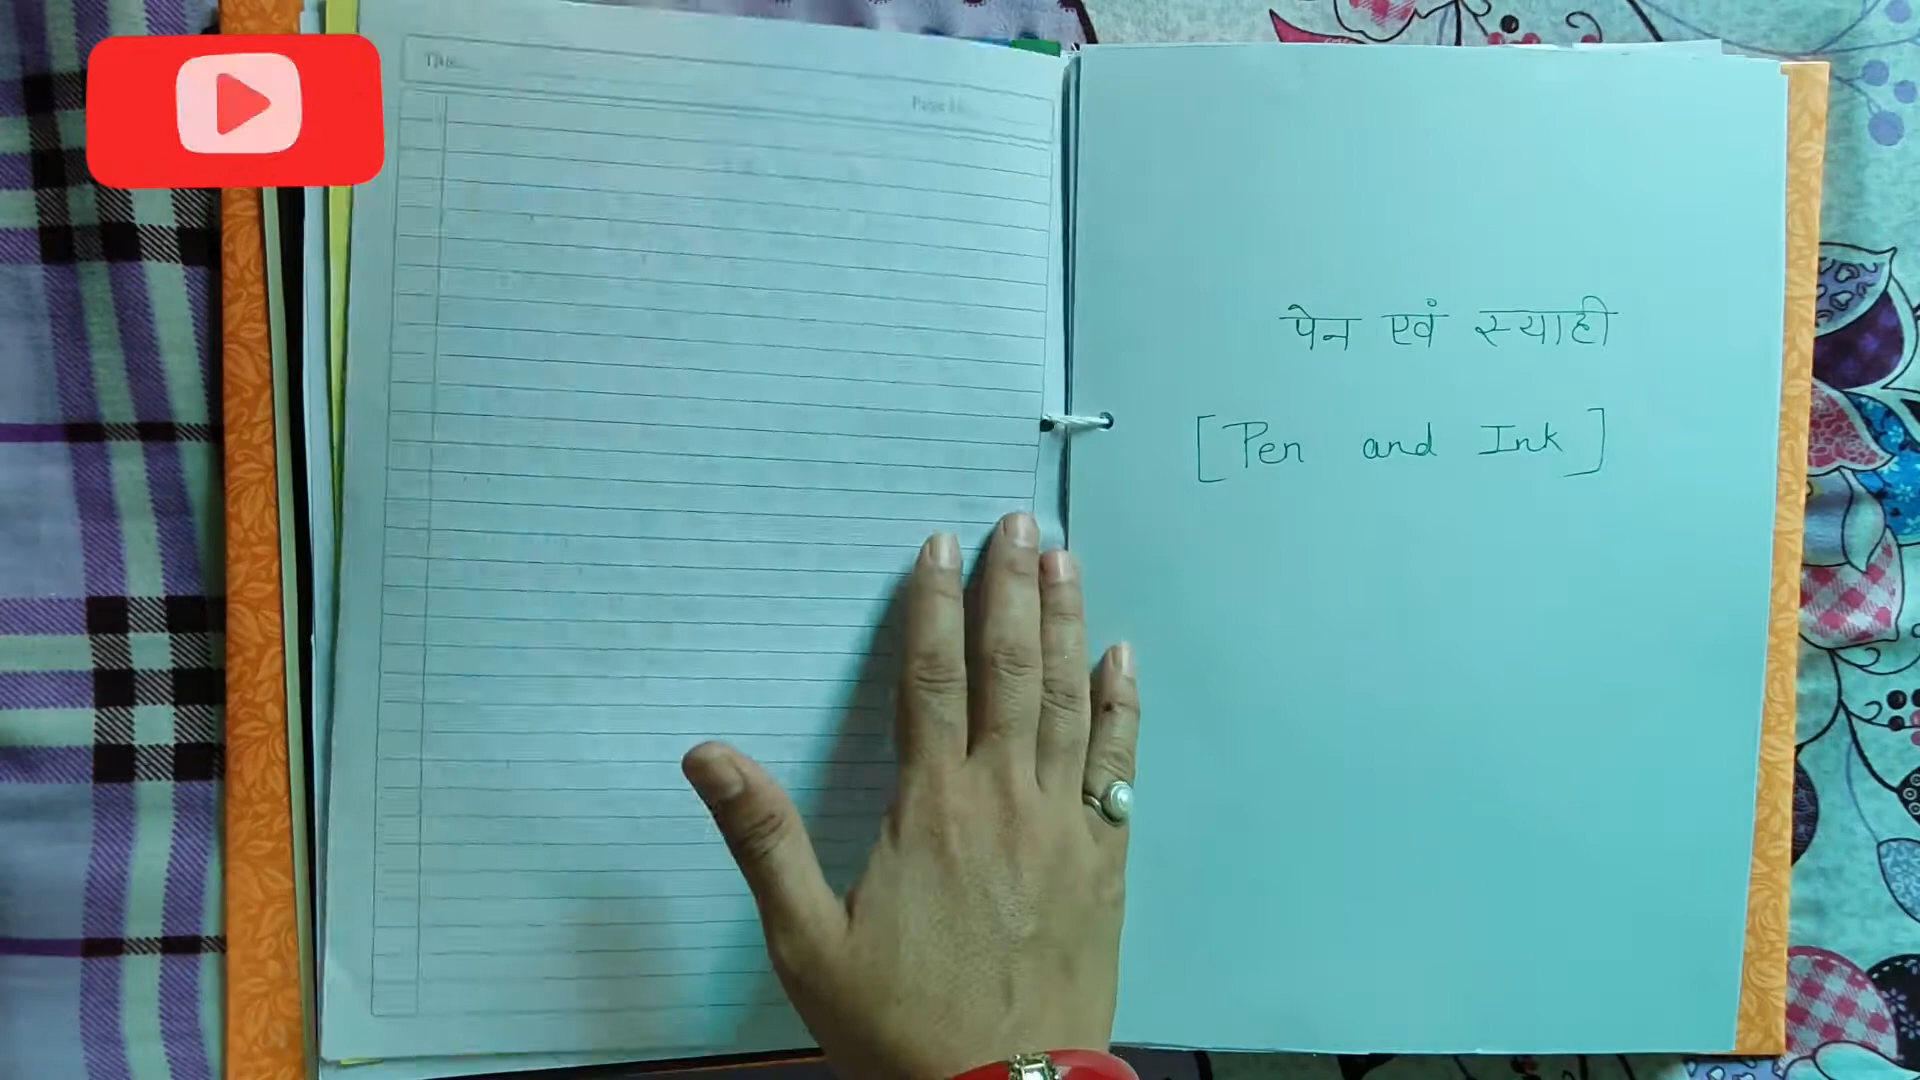 पेन एवं स्याही
[Pen and Ink]